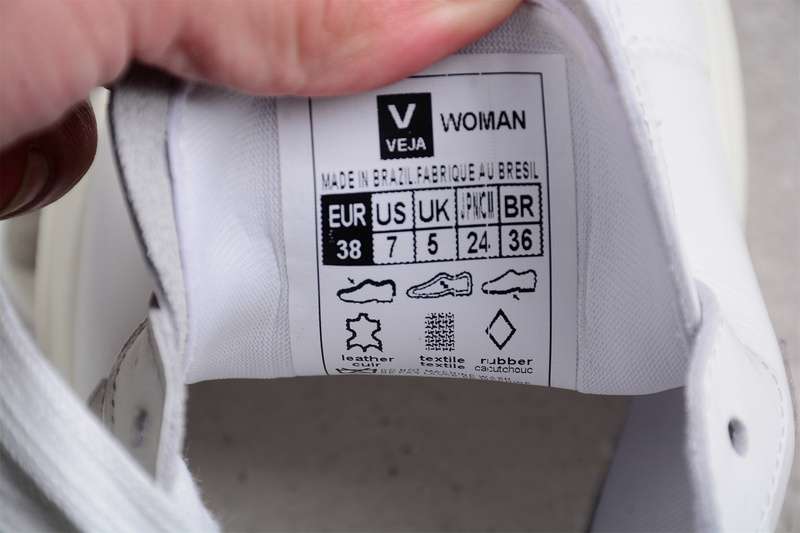 V
VEJA
WOMAN
MADE IN BRAZIL.FABRIQUE AU BRESIL
EUR US UK JPN/CM BR
38 7 5 24 36
leather textile rubber
cuir textile caoutchouc